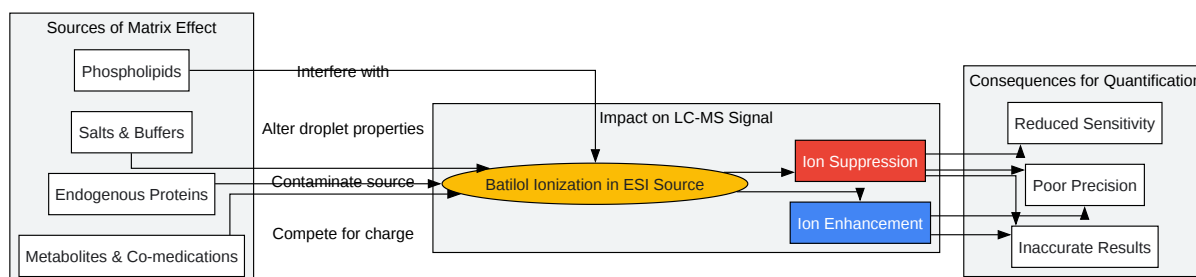 Sources of Matrix Effect
Phospholipids
Interfere with
Salts & Buffers
Alter droplet properties
Endogenous Proteins
Contaminate source
Metabolites & Co-medications
Compete for charge
Impact on LC-MS Signal
Batilol Ionization in ESI Source
Ion Suppression
Ion Enhancement
Consequences for Quantification
Reduced Sensitivity
Poor Precision
Inaccurate Results